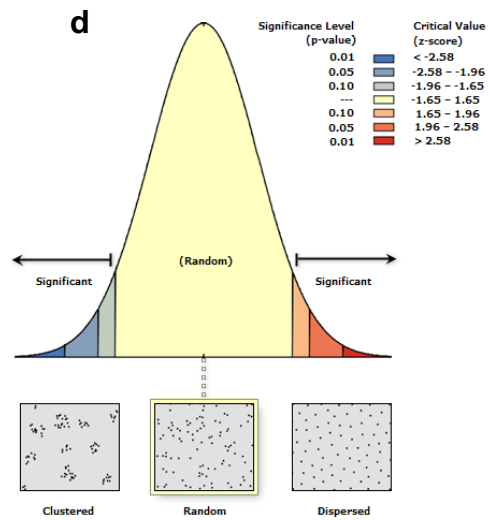 d
Significance Level Critical Value
(p-value) (z-score)
0.01 < -2.58
0.05 -2.58 – -1.96
0.10 -1.96 – -1.65
--- -1.65 – 1.65
0.10 1.65 – 1.96
0.05 1.96 – 2.58
0.01 > 2.58
(Random)
Significant Significant
Clustered Random Dispersed